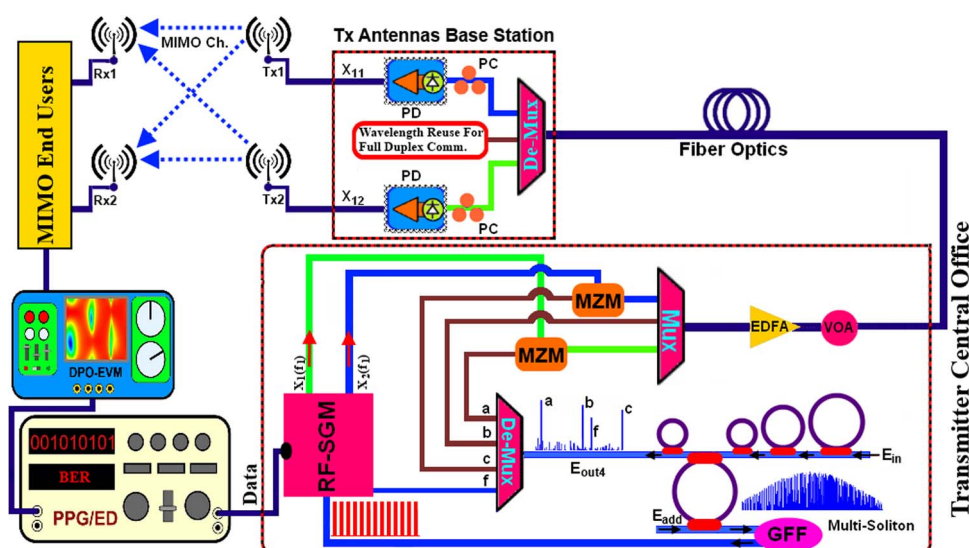 MIMO Ch.
Rx1
Tx1
Rx2
Tx2
MIMO End Users
Tx Antennas Base Station
X11
PD
PC
Wavelength Reuse For
Full Duplex Comm.
De-Mux
X12
PD
PC
Fiber Optics
Transmitter Central Office
DPO-EVM
001010101
BER
PPG/ED
Data
RF-SGM
X1(f1)
X2(f1)
MZM
MZM
Mux
EDFA
VOA
De-Mux
a
b
c
f
a
b
f
c
Eout4
Ein
Eadd
GFF
Multi-Soliton